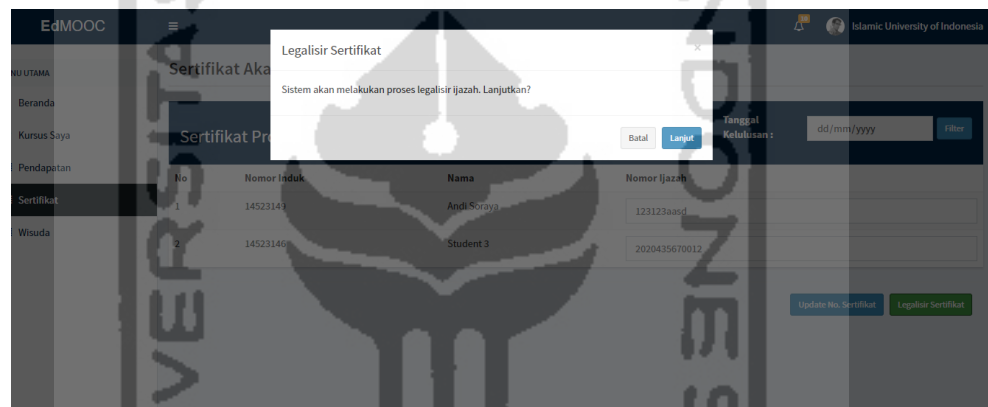 EdMOOC
Islamic University of Indonesia
Legalisir Sertifikat
×
Sistem akan melakukan proses legalisir ijazah. Lanjutkan?
Batal
Lanjut
NU UTAMA
Beranda
Kursus Saya
Pendapatan
Sertifikat
Wisuda
Sertifikat Aka
Sertifikat Pr
Tanggal
Kelulusan :
dd/mm/yyyy
Filter
No Nomor Induk Nama Nomor Ijazah
1 14523149 Andi Soraya 123123aasd
2 14523146 Student 3 2020435670012
Update No. Sertifikat
Legalisir Sertifikat